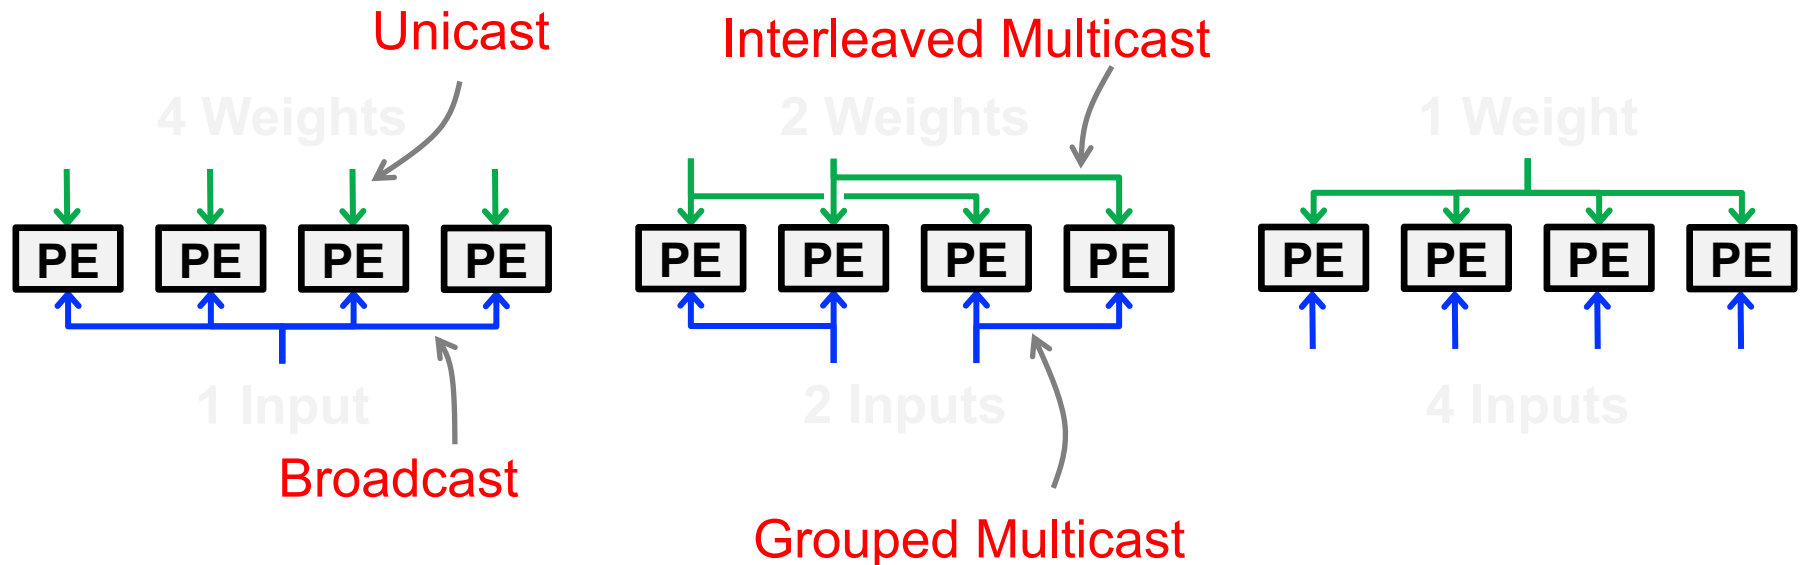 Unicast
Interleaved Multicast
4 Weights
2 Weights
1 Weight
PE PE PE PE
PE PE PE PE
PE PE PE PE
1 Input
2 Inputs
4 Inputs
Broadcast
Grouped Multicast